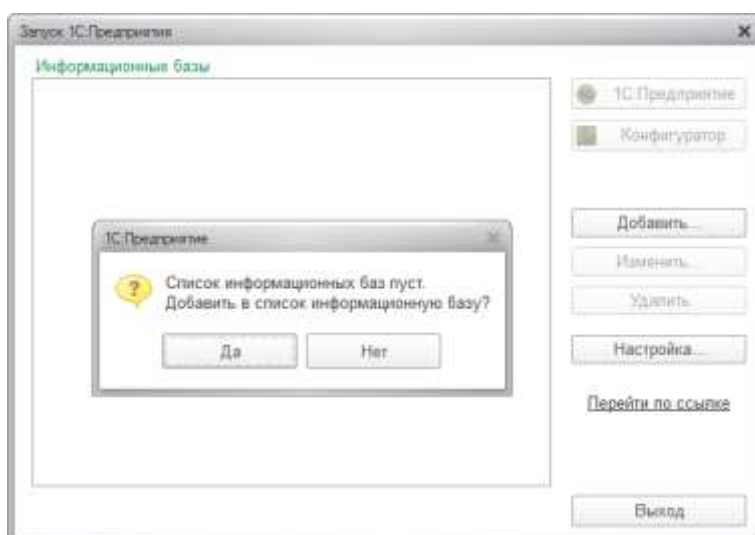 Запуск 1С:Предприятия
Информационные базы
1С:Предприятие
Конфигуратор
Добавить...
Изменить...
Удалить
Настройка...
Перейти по ссылке
Выход
1С:Предприятие
Список информационных баз пуст.
Добавить в список информационную базу?
Да
Нет